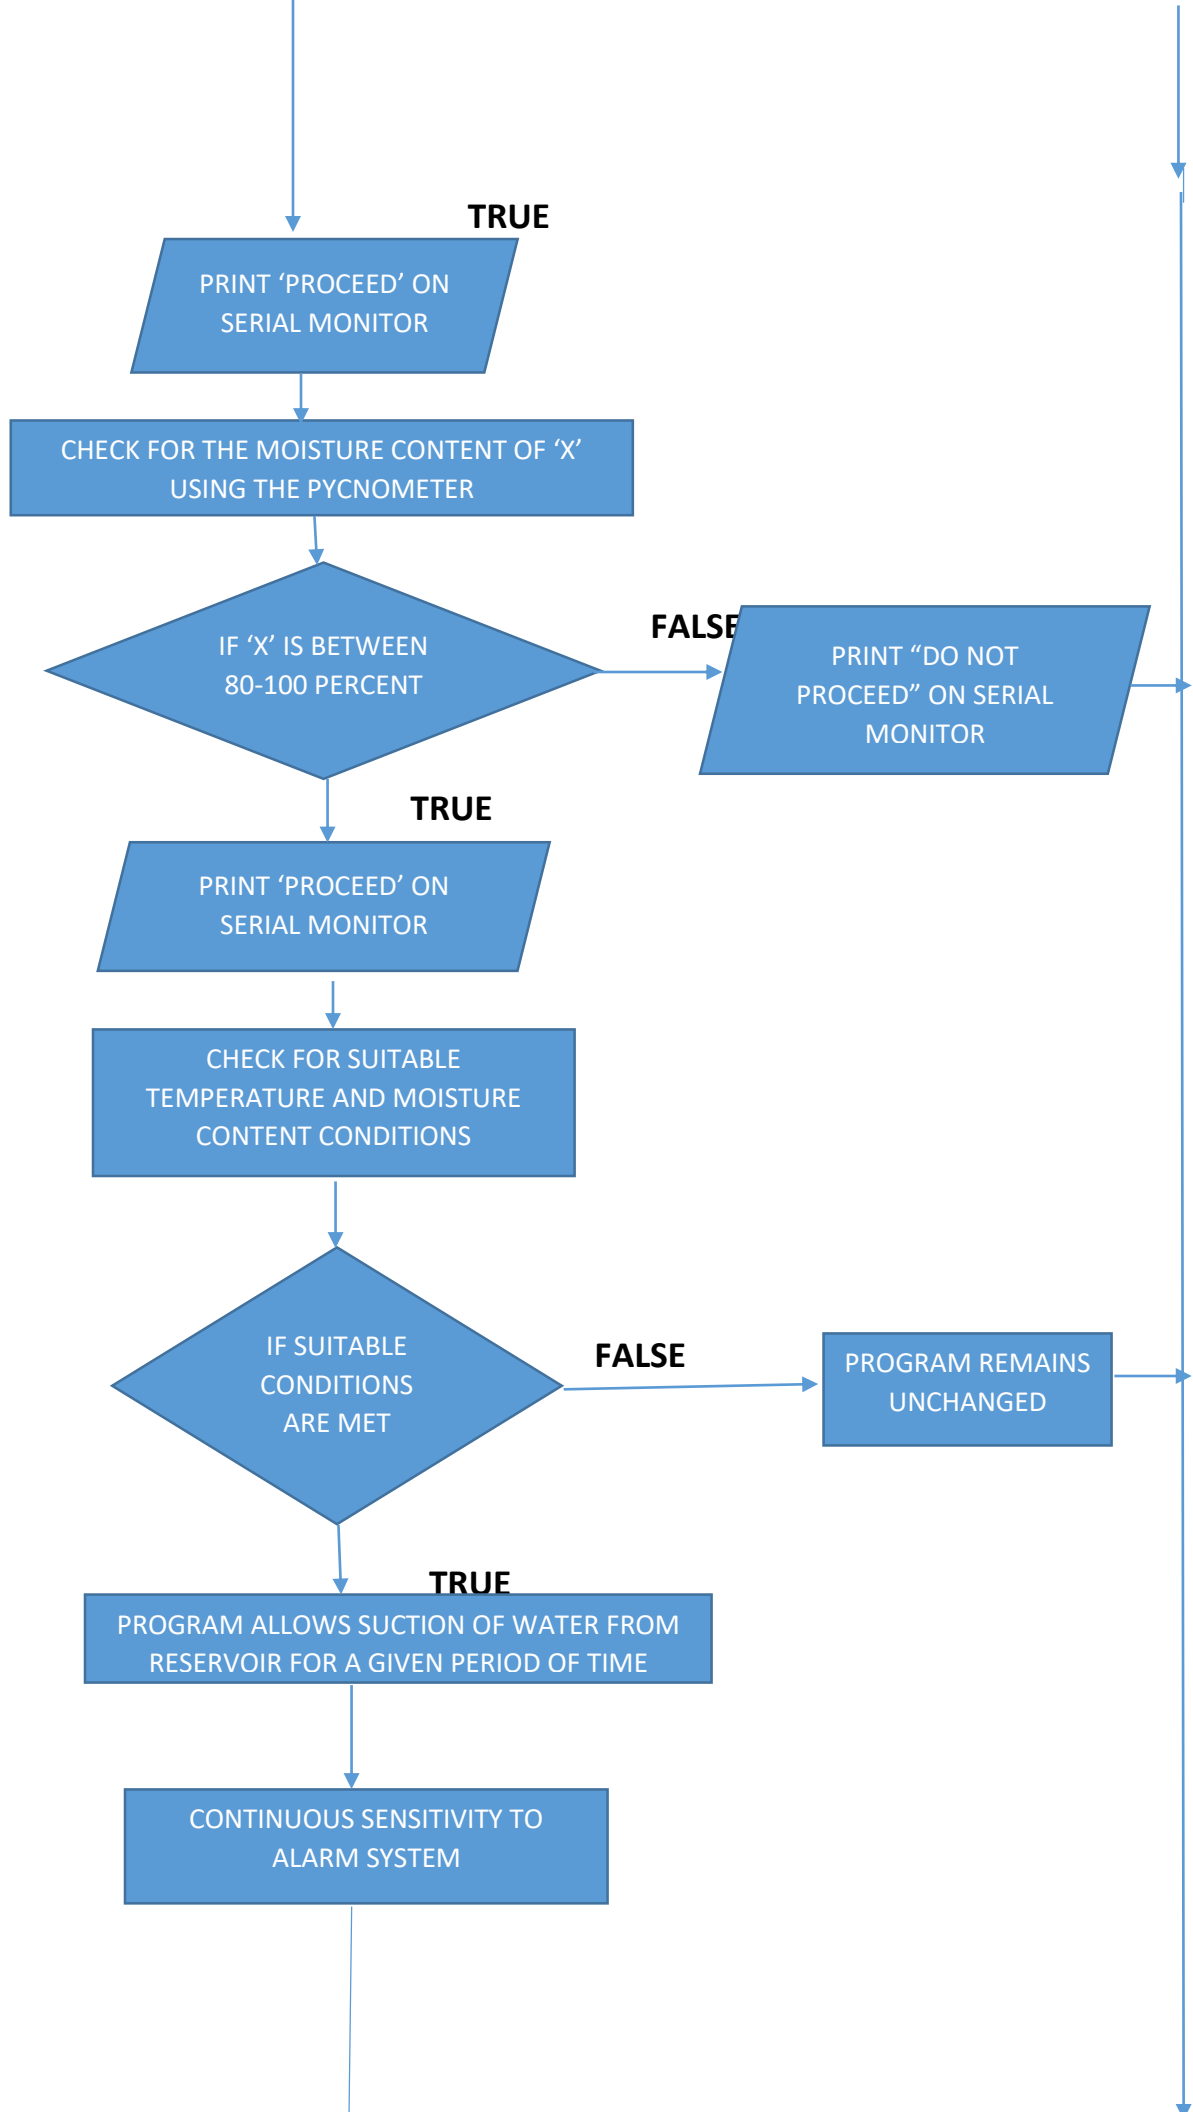 TRUE
PRINT ‘PROCEED’ ON
SERIAL MONITOR
CHECK FOR THE MOISTURE CONTENT OF ‘X’
USING THE PYCNOMETER
IF ‘X’ IS BETWEEN
80-100 PERCENT
FALSE
PRINT “DO NOT
PROCEED” ON SERIAL
MONITOR
TRUE
PRINT ‘PROCEED’ ON
SERIAL MONITOR
CHECK FOR SUITABLE
TEMPERATURE AND MOISTURE
CONTENT CONDITIONS
IF SUITABLE
CONDITIONS
ARE MET
FALSE
PROGRAM REMAINS
UNCHANGED
TRUE
PROGRAM ALLOWS SUCTION OF WATER FROM
RESERVOIR FOR A GIVEN PERIOD OF TIME
CONTINUOUS SENSITIVITY TO
ALARM SYSTEM